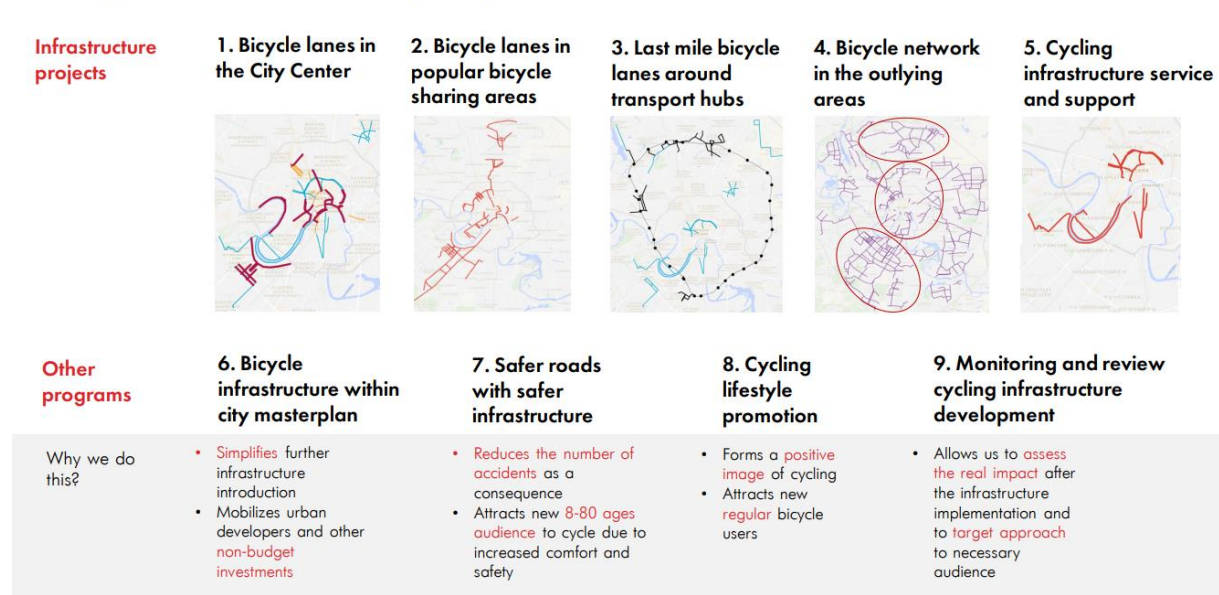 Infrastructure
projects
1. Bicycle lanes in
the City Center
2. Bicycle lanes in
popular bicycle
sharing areas
3. Last mile bicycle
lanes around
transport hubs
4. Bicycle network
in the outlying
areas
5. Cycling
infrastructure service
and support
Other
programs
6. Bicycle
infrastructure within
city masterplan
7. Safer roads
with safer
infrastructure
8. Cycling
lifestyle
promotion
9. Monitoring and review
cycling infrastructure
development
Why we do
this?
• Simplifies further
infrastructure
introduction
• Mobilizes urban
developers and other
non-budget
investments
• Reduces the number of
accidents as a
consequence
• Attracts new 8-80 ages
audience to cycle due to
increased comfort and
safety
• Forms a positive
image of cycling
• Attracts new
regular bicycle
users
• Allows us to assess
the real impact after
the infrastructure
implementation and
to target approach
to necessary
audience